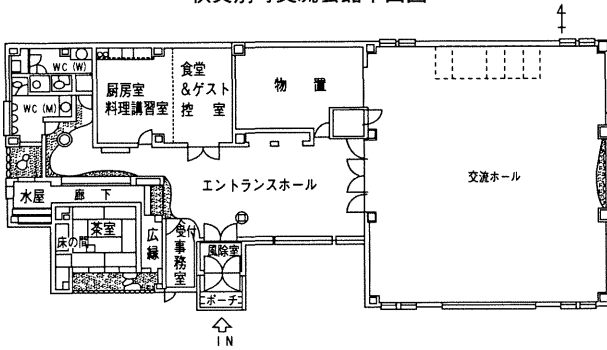 4
WC (W)
厨房室
料理講習室
食堂
&ゲスト
控室
物置
WC (M)
水屋
廊下
エントランスホール
交流ホール
茶室
床の間
広縁
受付
事務室
風除室
ポーチ
IN